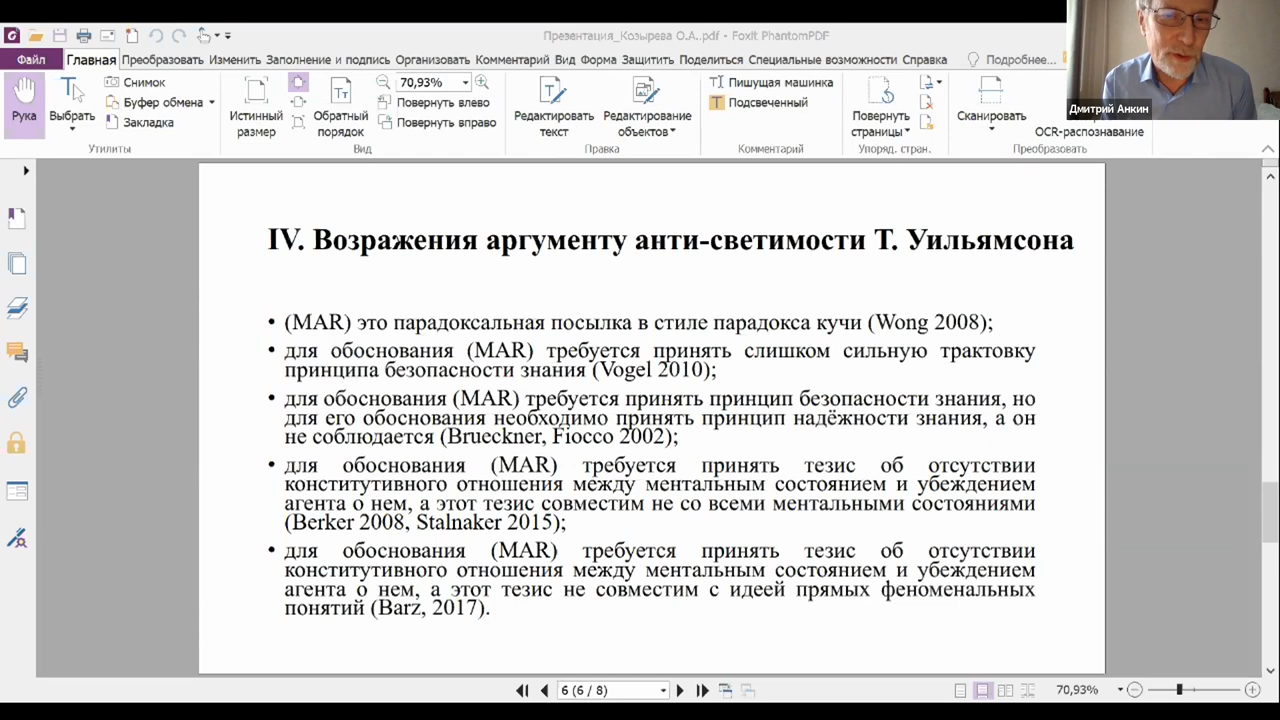 Презентация_Козырева О.А..pdf - Foxit PhantomPDF
Файл Главная Преобразовать Изменить Заполнение и подпись Организовать Комментарий Вид Форма Защитить Поделиться Специальные возможности Справка Подробнее...
Рука
Выбрать
Снимок
Буфер обмена
Закладка
Утилиты
Истинный размер
70,93%
Обратный порядок
Повернуть влево
Повернуть вправо
Вид
Редактировать текст
Редактирование объектов
Правка
Пишущая машинка
Подсвеченный
Комментарий
Повернуть страницы
Упоряд. стран.
Сканировать
OCR-распознавание
Преобразовать
Дмитрий Анкин
IV. Возражения аргументу анти-светимости Т. Уильямсона
• (MAR) это парадоксальная посылка в стиле парадокса кучи (Wong 2008);
• для обоснования (MAR) требуется принять слишком сильную трактовку
принципа безопасности знания (Vogel 2010);
• для обоснования (MAR) требуется принять принцип безопасности знания, но
для его обоснования необходимо принять принцип надёжности знания, а он
не соблюдается (Brueckner, Fiocco 2002);
• для обоснования (MAR) требуется принять тезис об отсутствии
конститутивного отношения между ментальным состоянием и убеждением
агента о нем, а этот тезис совместим не со всеми ментальными состояниями
(Berker 2008, Stalnaker 2015);
• для обоснования (MAR) требуется принять тезис об отсутствии
конститутивного отношения между ментальным состоянием и убеждением
агента о нем, а этот тезис не совместим с идеей прямых феноменальных
понятий (Barz, 2017).
6 (6 / 8)
70,93%